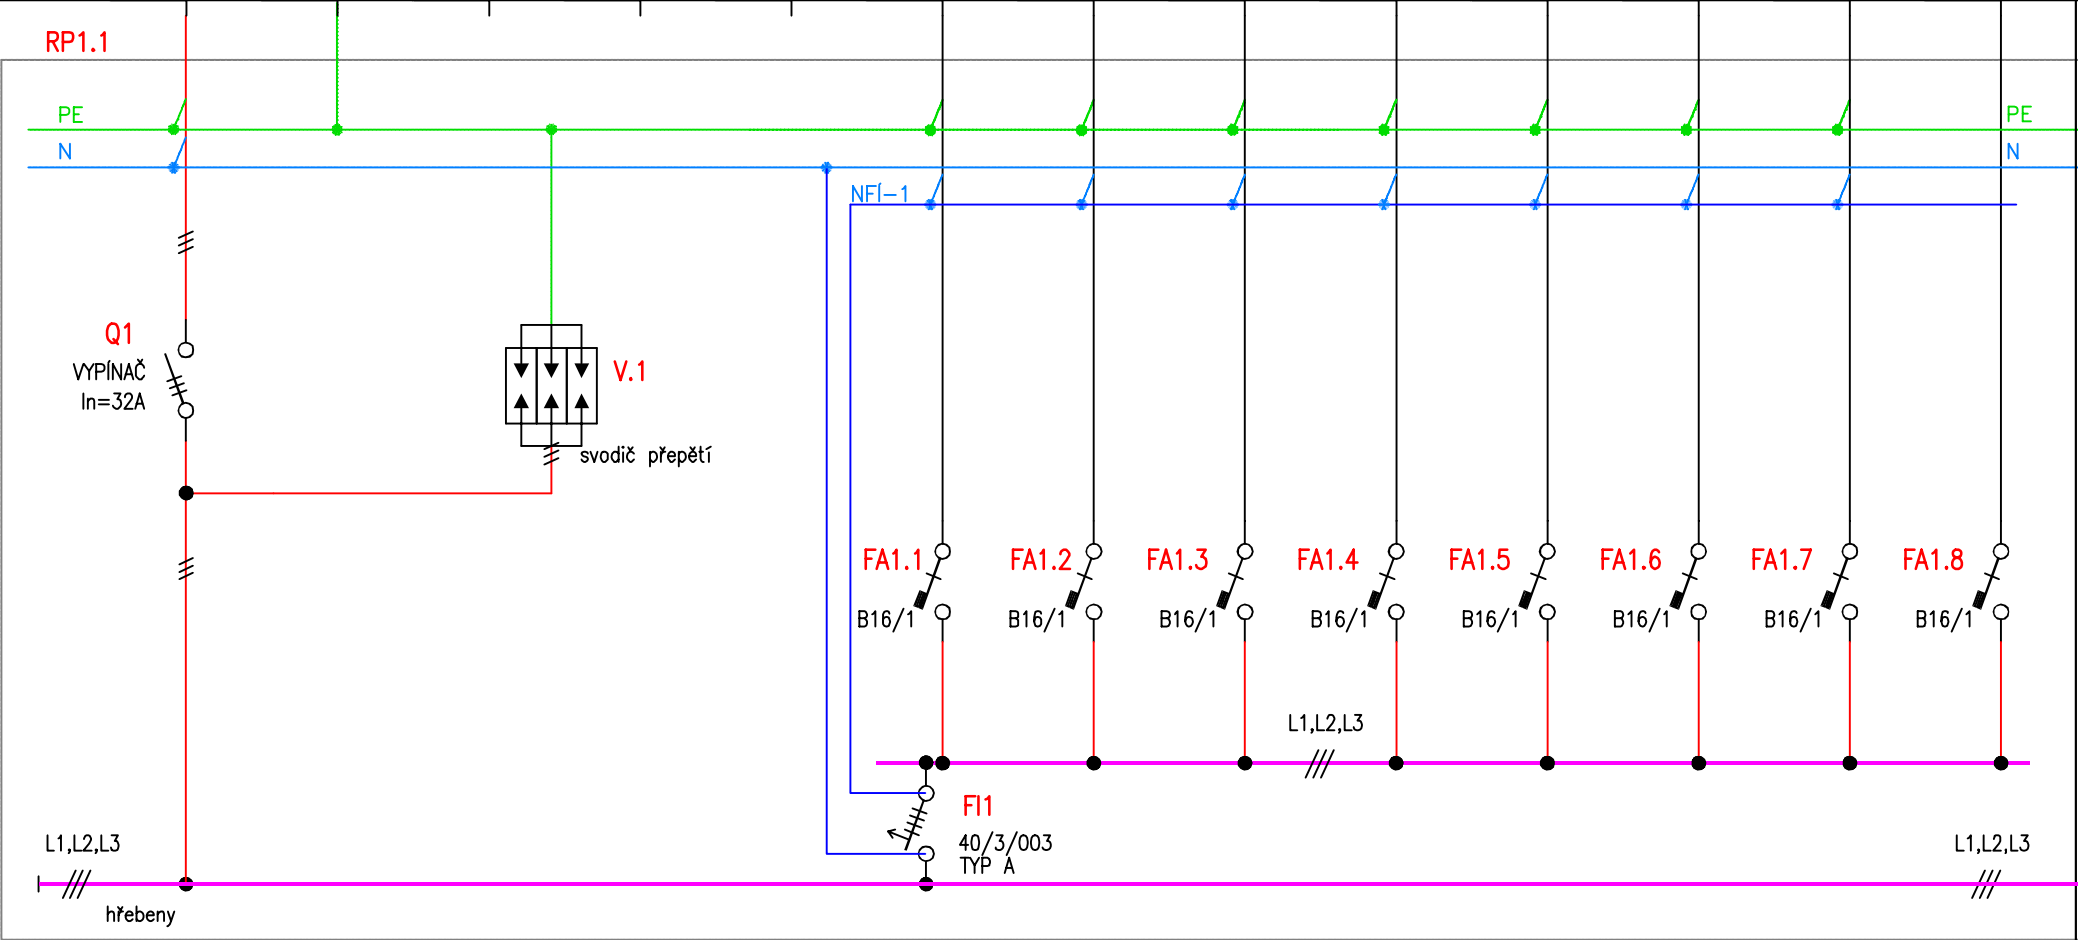 RP1.1
PE
PE
N
N
NFÍ-1
Q1
VYPÍNAČ
In=32A
V.1
svodič přepětí
FA1.1
FA1.2
FA1.3
FA1.4
FA1.5
FA1.6
FA1.7
FA1.8
B16/1
B16/1
B16/1
B16/1
B16/1
B16/1
B16/1
B16/1
L1,L2,L3
FI1
40/3/003
TYP A
L1,L2,L3
L1,L2,L3
hřebeny